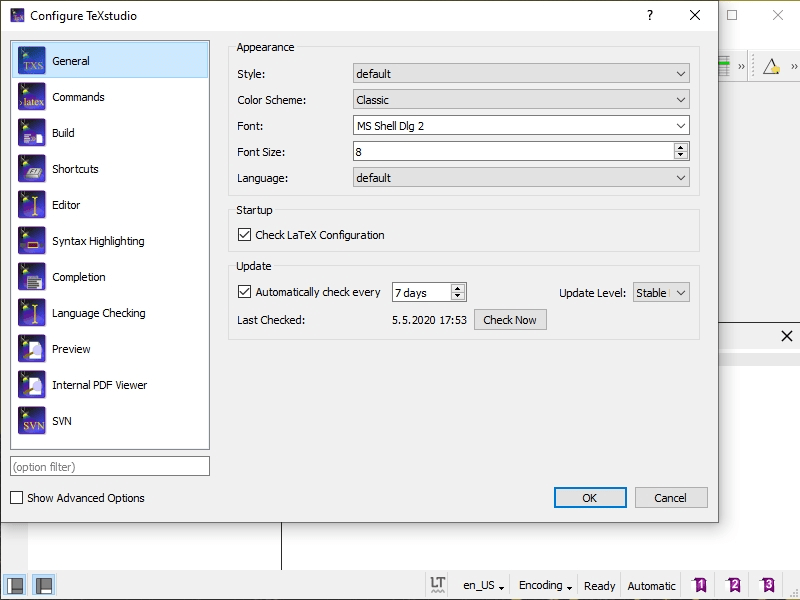 Configure TeXstudio
?
TXS General
>latex Commands
Build
Shortcuts
Editor
Syntax Highlighting
Completion
Language Checking
Preview
Internal PDF Viewer
SVN SVN
(option filter)
Show Advanced Options
Appearance
Style: default
Color Scheme: Classic
Font: MS Shell Dlg 2
Font Size: 8
Language: default
Startup
Check LaTeX Configuration
Update
Automatically check every 7 days Update Level: Stable
Last Checked: 5.5.2020 17:53 Check Now
OK Cancel
»
»
LT en_US Encoding Ready Automatic 1 2 3